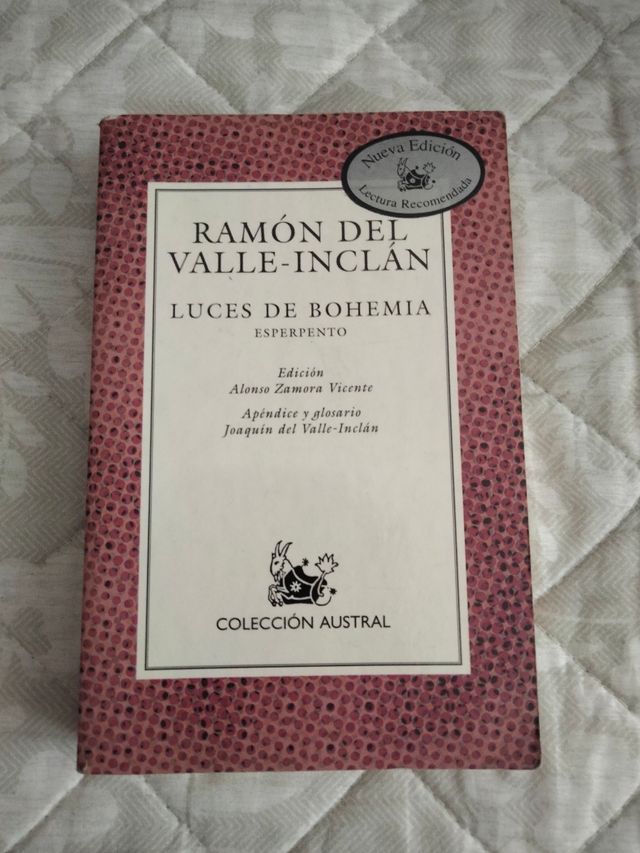 Nueva Edición
Lectura Recomendada
RAMÓN DEL
VALLE-INCLÁN
LUCES DE BOHEMIA
ESPERPENTO
Edición
Alonso Zamora Vicente
Apéndice y glosario
Joaquín del Valle-Inclán
COLECCIÓN AUSTRAL